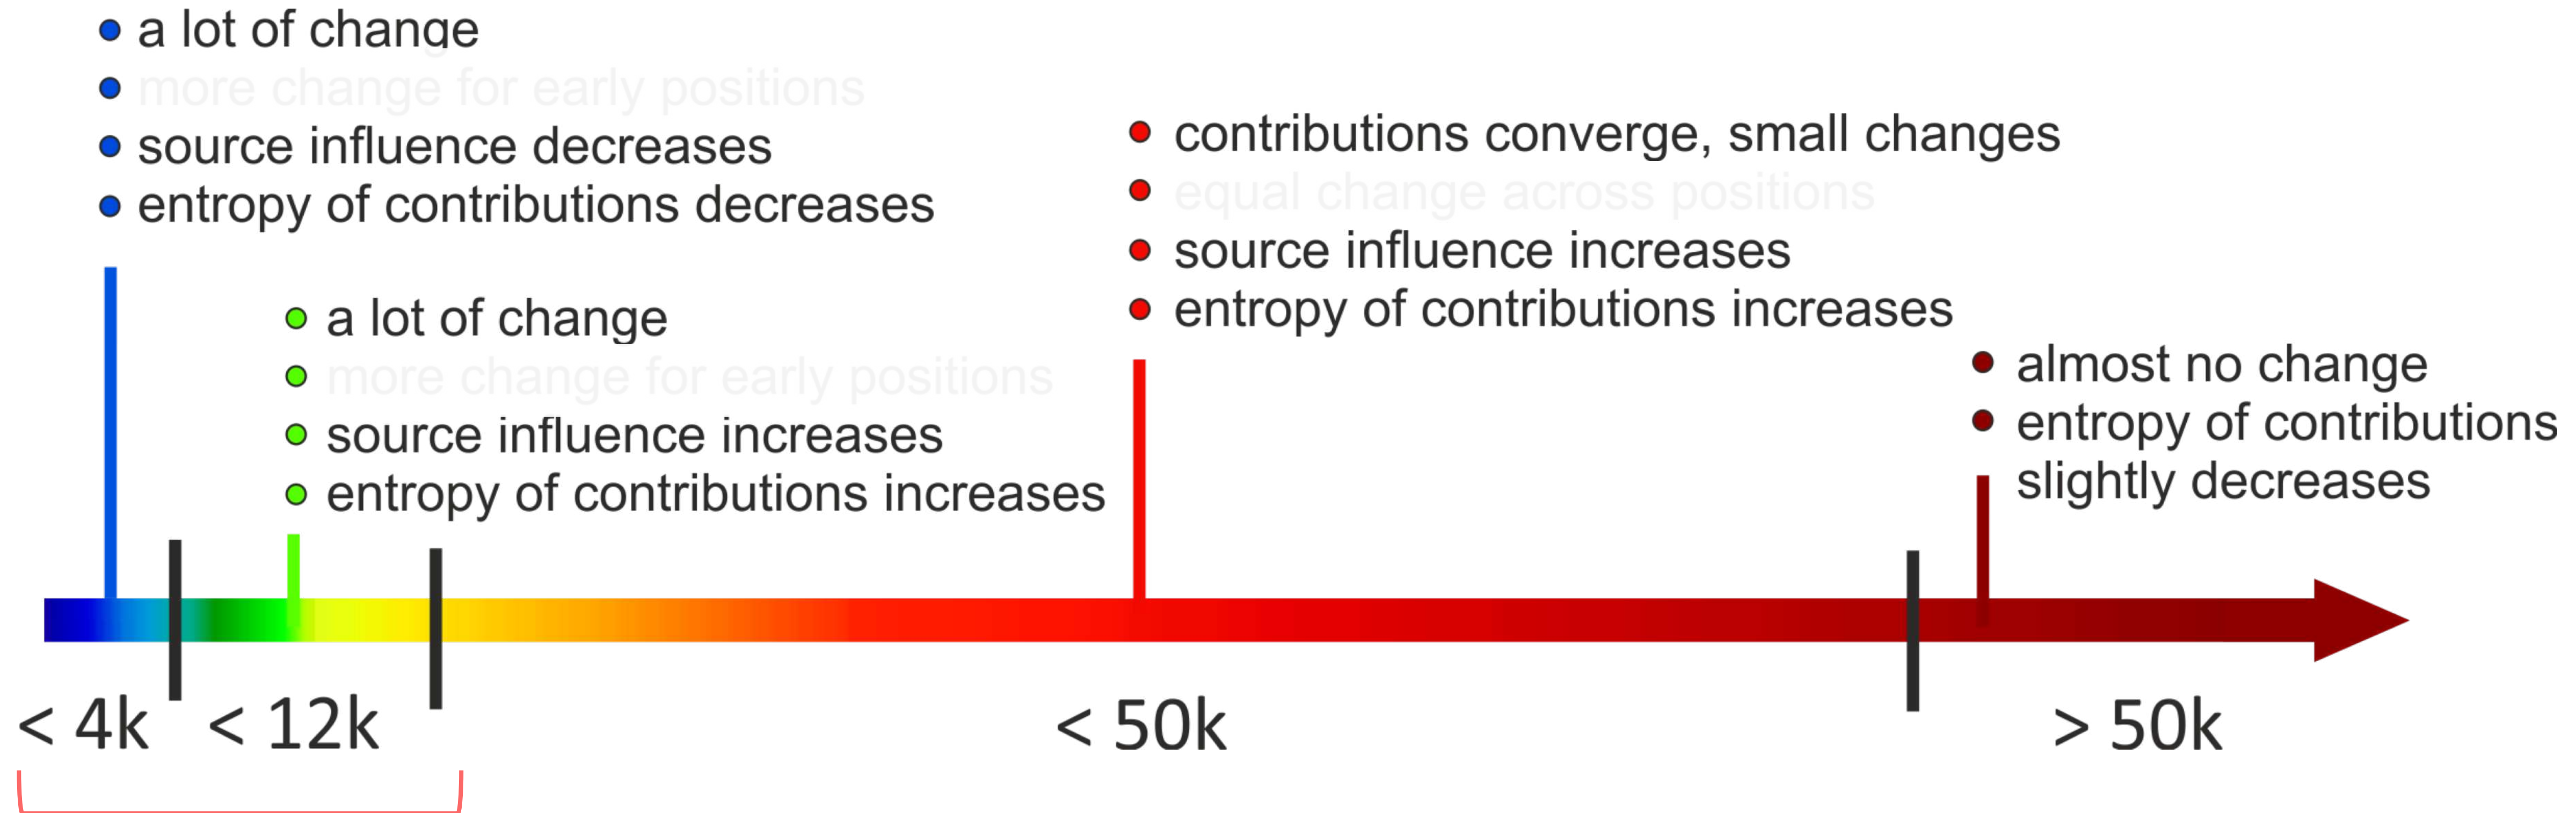 a lot of change
more change for early positions
source influence decreases
entropy of contributions decreases
a lot of change
more change for early positions
source influence increases
entropy of contributions increases
contributions converge, small changes
equal change across positions
source influence increases
entropy of contributions increases
almost no change
entropy of contributions
slightly decreases
< 4k
< 12k
< 50k
> 50k